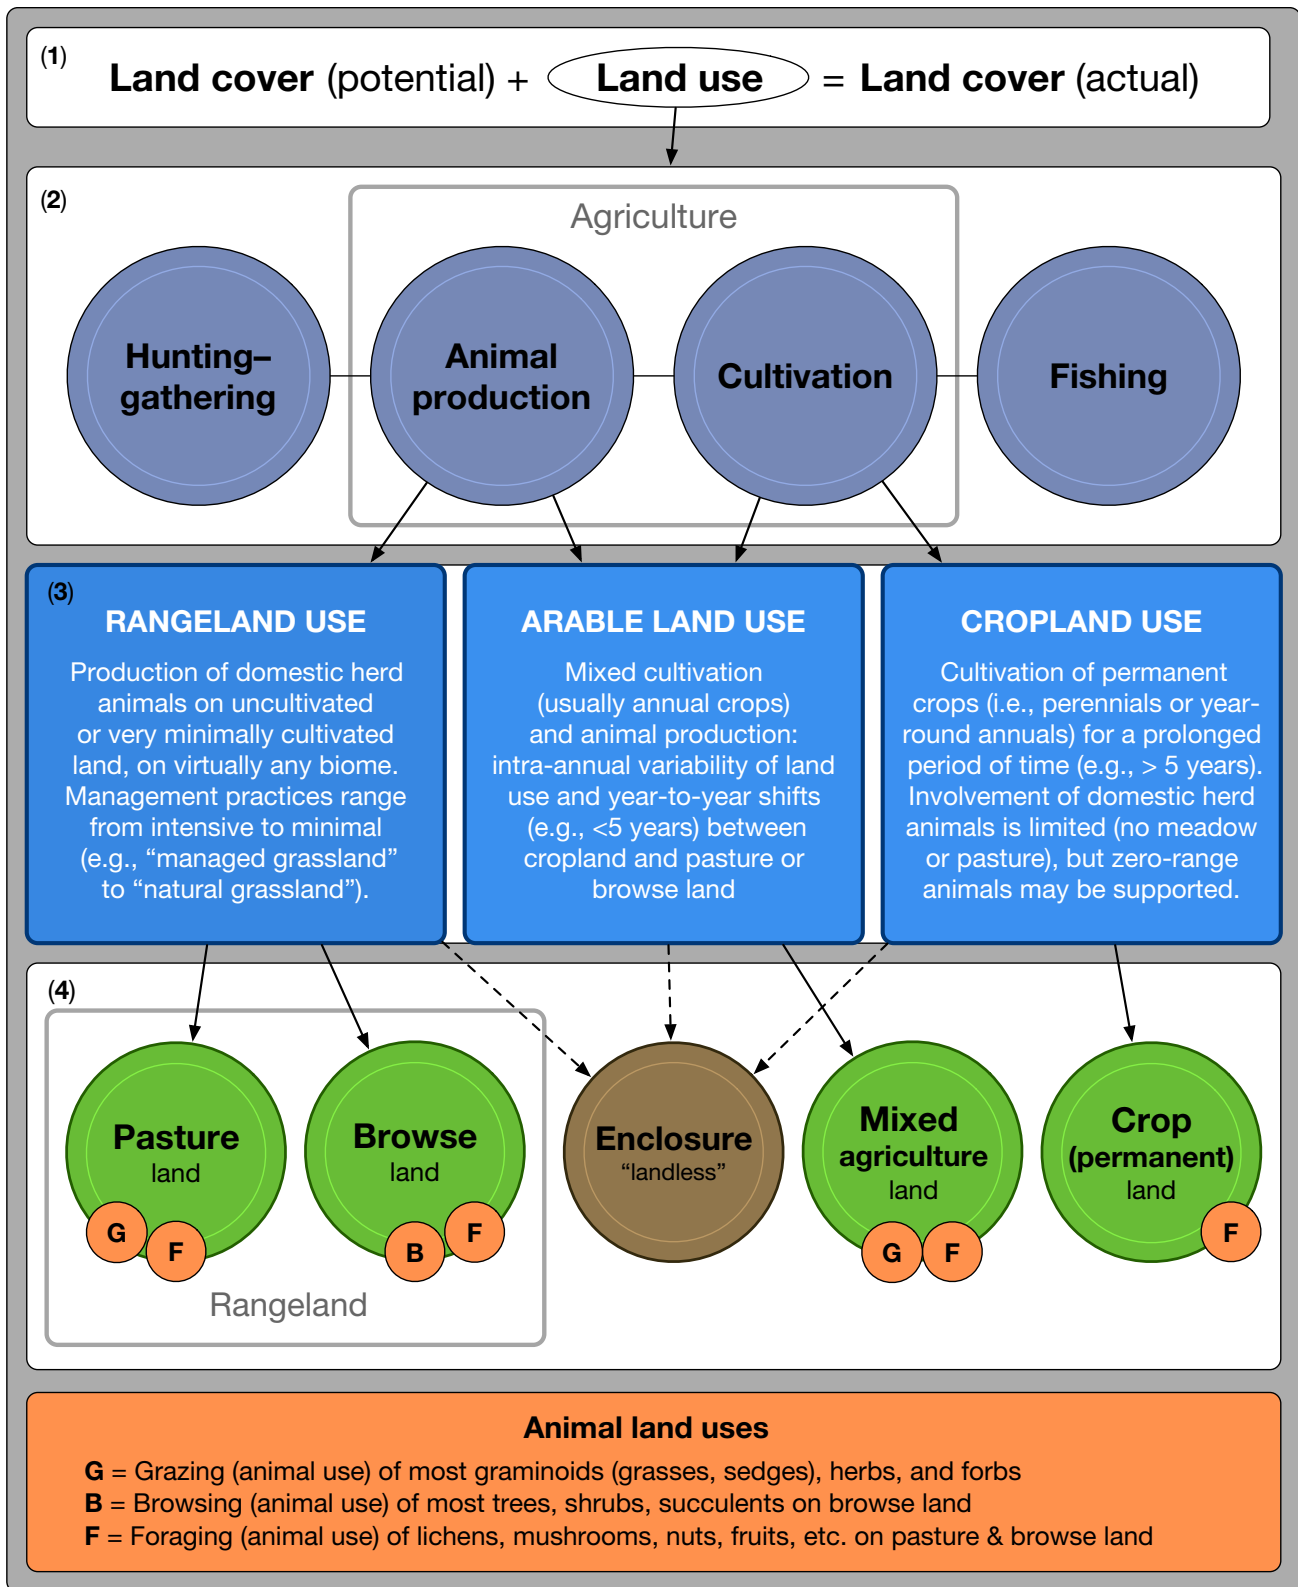 (1)
Land cover (potential) + Land use = Land cover (actual)
(2)
Agriculture
Hunting–
gathering
Animal
production
Cultivation
Fishing
(3)
RANGELAND USE
Production of domestic herd
animals on uncultivated
or very minimally cultivated
land, on virtually any biome.
Management practices range
from intensive to minimal
(e.g., “managed grassland”
to “natural grassland”).
ARABLE LAND USE
Mixed cultivation
(usually annual crops)
and animal production:
intra-annual variability of land
use and year-to-year shifts
(e.g., <5 years) between
cropland and pasture or
browse land
CROPLAND USE
Cultivation of permanent
crops (i.e., perennials or year-
round annuals) for a prolonged
period of time (e.g., > 5 years).
Involvement of domestic herd
animals is limited (no meadow
or pasture), but zero-range
animals may be supported.
(4)
Pasture
land
G
F
Browse
land
B
F
Rangeland
Enclosure
“landless”
Mixed
agriculture
land
G
F
Crop
(permanent)
land
F
Animal land uses
G = Grazing (animal use) of most graminoids (grasses, sedges), herbs, and forbs
B = Browsing (animal use) of most trees, shrubs, succulents on browse land
F = Foraging (animal use) of lichens, mushrooms, nuts, fruits, etc. on pasture & browse land